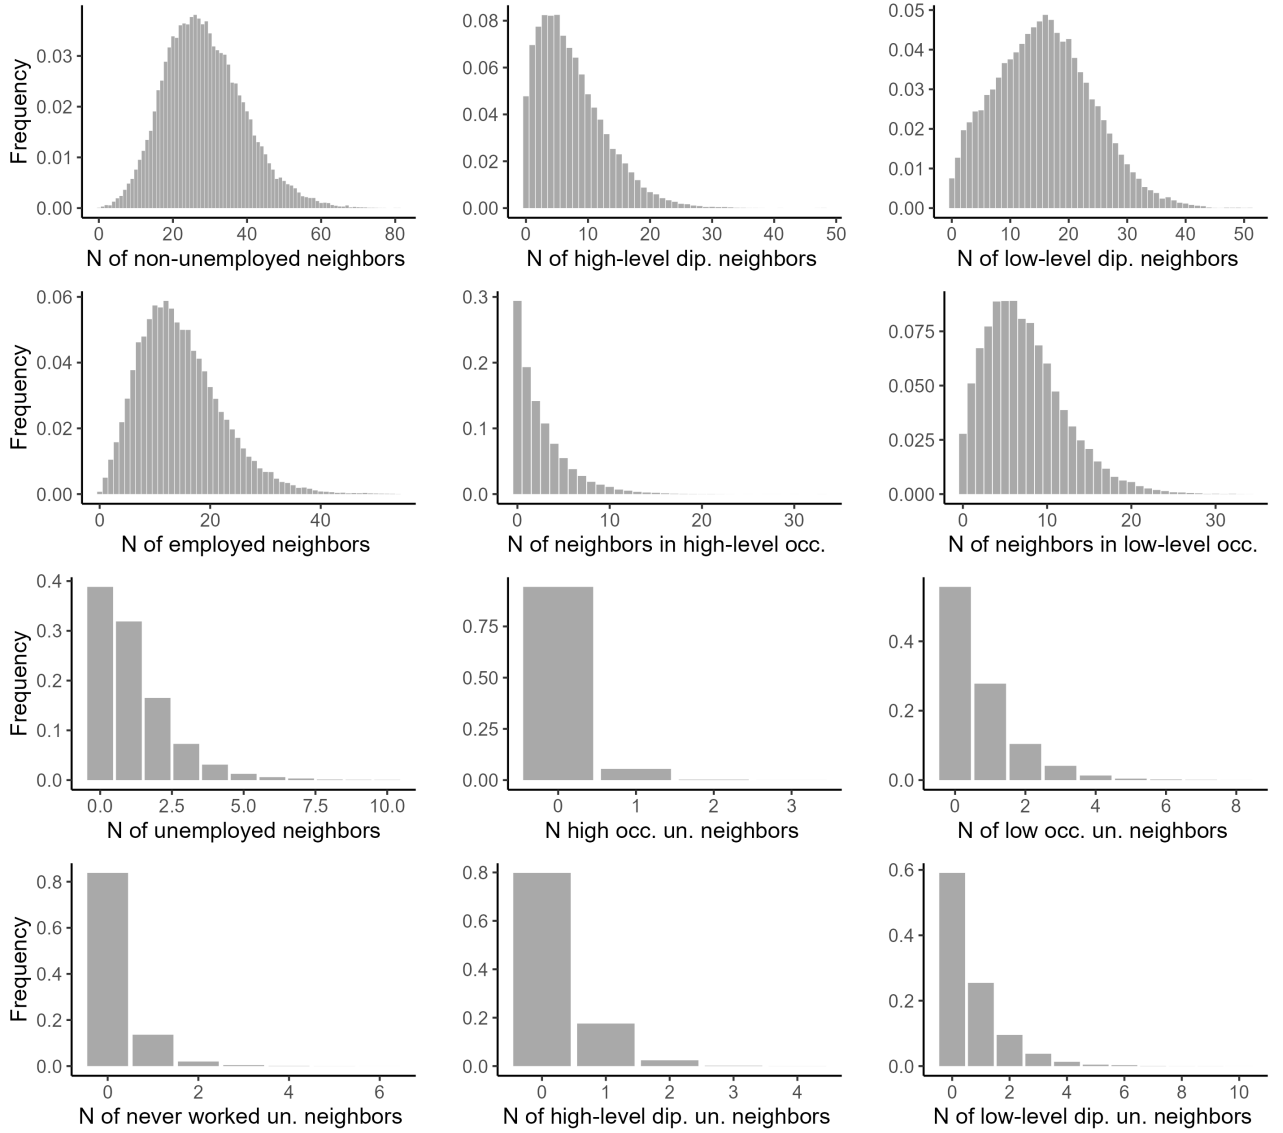 Frequency
0.03
0.02
0.01
0.00
0 20 40 60 80
N of non-unemployed neighbors
0.08
0.06
0.04
0.02
0.00
0 10 20 30 40 50
N of high-level dip. neighbors
0.05
0.04
0.03
0.02
0.01
0.00
0 10 20 30 40 50
N of low-level dip. neighbors
Frequency
0.06
0.04
0.02
0.00
0 20 40
N of employed neighbors
0.3
0.2
0.1
0.0
0 10 20 30
N of neighbors in high-level occ.
0.075
0.050
0.025
0.000
0 10 20 30
N of neighbors in low-level occ.
Frequency
0.4
0.3
0.2
0.1
0.0
0.0 2.5 5.0 7.5 10.0
N of unemployed neighbors
0.75
0.50
0.25
0.00
0 1 2 3
N high occ. un. neighbors
0.4
0.2
0.0
0 2 4 6 8
N of low occ. un. neighbors
Frequency
0.8
0.6
0.4
0.2
0.0
0 2 4 6
N of never worked un. neighbors
0.8
0.6
0.4
0.2
0.0
0 1 2 3 4
N of high-level dip. un. neighbors
0.6
0.4
0.2
0.0
0 2 4 6 8 10
N of low-level dip. un. neighbors